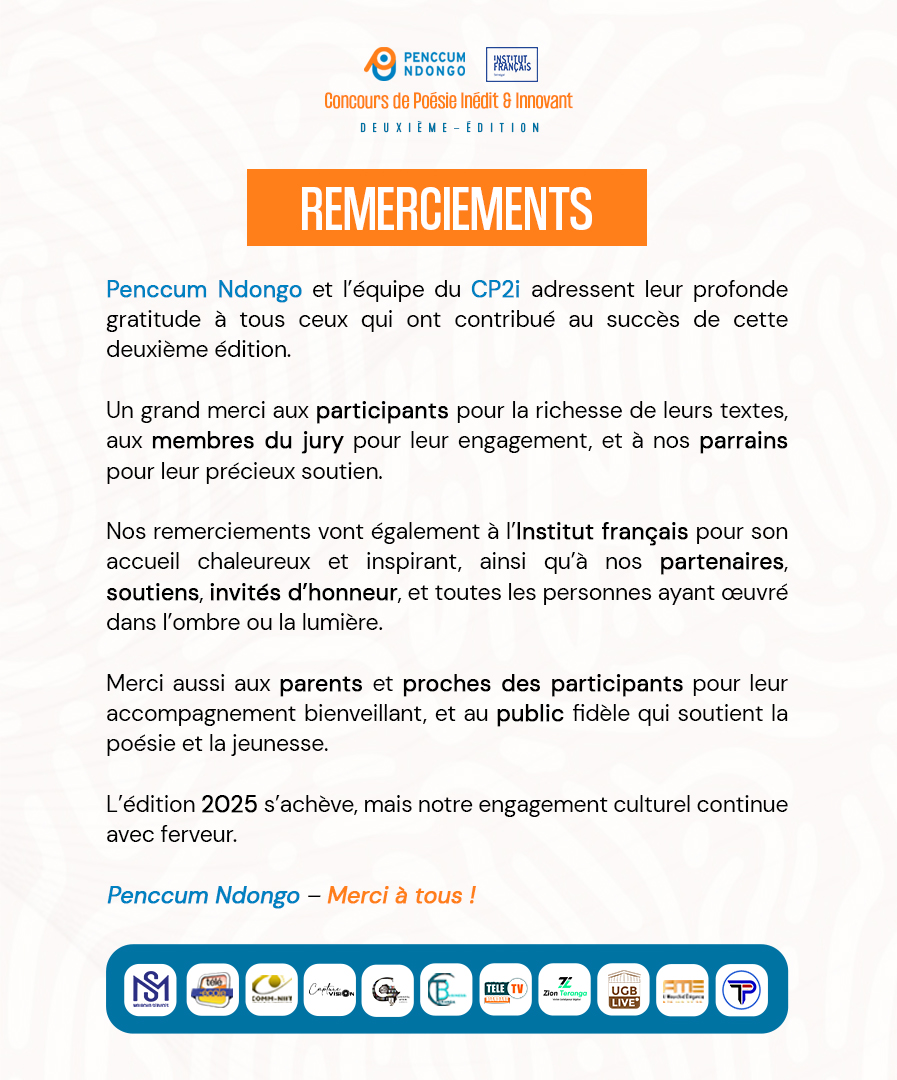 PENCCUM
NDONGO
INSTITUT
FRANÇAIS
Concours de Poésie Inédit & Innovant
DEUXIÈME-ÉDITION
REMERCIEMENTS
Penccum Ndongo et l’équipe du CP2i adressent leur profonde
gratitude à tous ceux qui ont contribué au succès de cette
deuxième édition.
Un grand merci aux participants pour la richesse de leurs textes,
aux membres du jury pour leur engagement, et à nos parrains
pour leur précieux soutien.
Nos remerciements vont également à l’Institut français pour son
accueil chaleureux et inspirant, ainsi qu’à nos partenaires,
soutiens, invités d’honneur, et toutes les personnes ayant œuvré
dans l’ombre ou la lumière.
Merci aussi aux parents et proches des participants pour leur
accompagnement bienveillant, et au public fidèle qui soutient la
poésie et la jeunesse.
L’édition 2025 s’achève, mais notre engagement culturel continue
avec ferveur.
Penccum Ndongo – Merci à tous !
télé
COMM-NIIT
Capture
VISION
TELE TV
Zion Teranga
UGB
LIVE